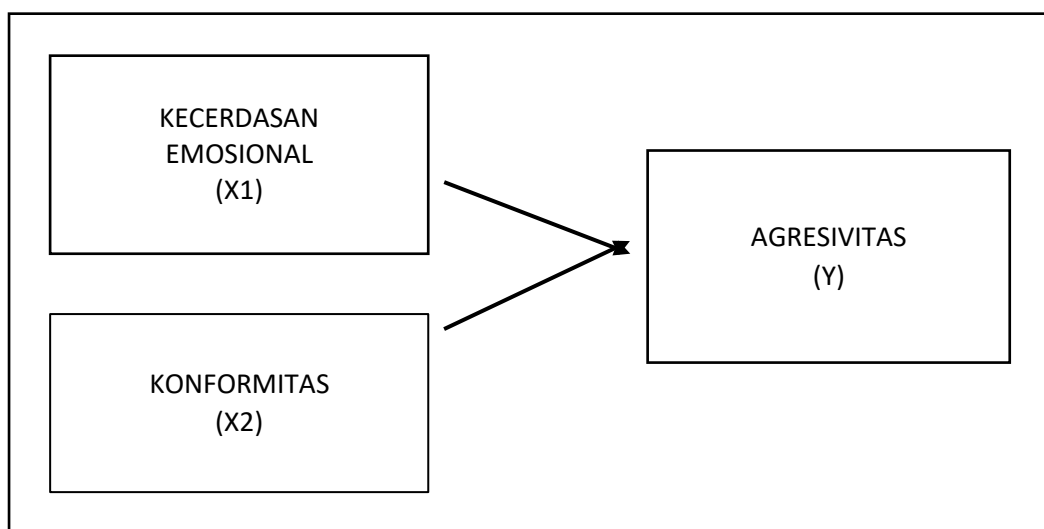 KECERDASAN
EMOSIONAL
(X1)
AGRESIVITAS
(Y)
KONFORMITAS
(X2)